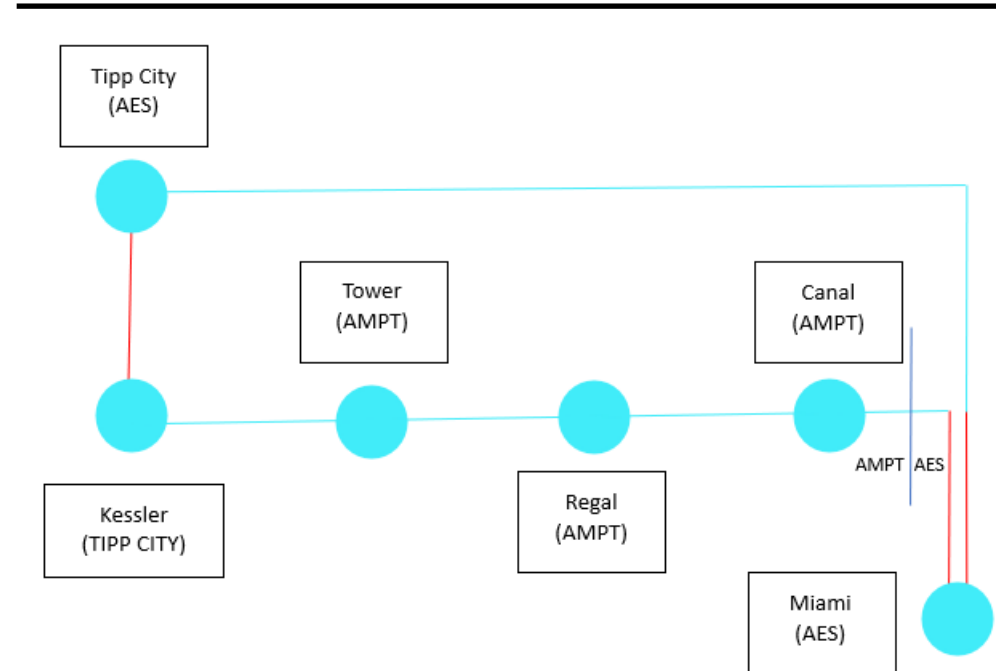 Tipp City
(AES)
Tower
(AMPT)
Canal
(AMPT)
AMPT
AES
Kessler
(TIPP CITY)
Regal
(AMPT)
Miami
(AES)